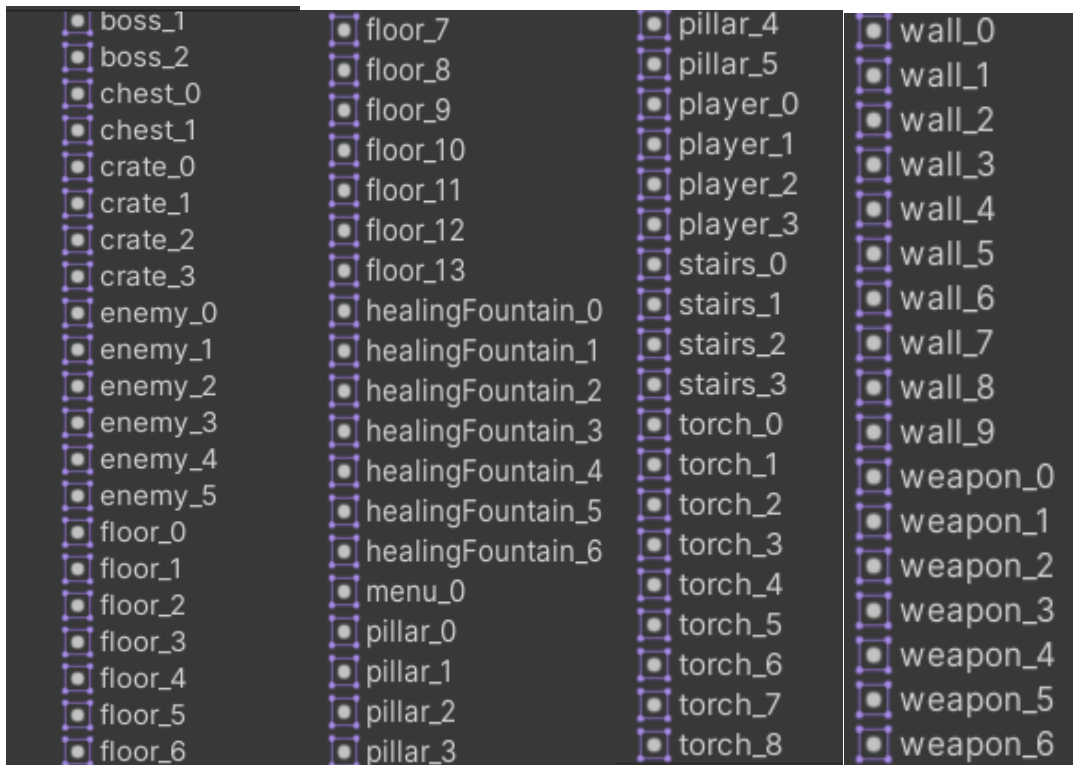 boss_1
boss_2
chest_0
chest_1
crate_0
crate_1
crate_2
crate_3
enemy_0
enemy_1
enemy_2
enemy_3
enemy_4
enemy_5
floor_0
floor_1
floor_2
floor_3
floor_4
floor_5
floor_6
floor_7
floor_8
floor_9
floor_10
floor_11
floor_12
floor_13
healingFountain_0
healingFountain_1
healingFountain_2
healingFountain_3
healingFountain_4
healingFountain_5
healingFountain_6
menu_0
pillar_0
pillar_1
pillar_2
pillar_3
pillar_4
pillar_5
player_0
player_1
player_2
player_3
stairs_0
stairs_1
stairs_2
stairs_3
torch_0
torch_1
torch_2
torch_3
torch_4
torch_5
torch_6
torch_7
torch_8
wall_0
wall_1
wall_2
wall_3
wall_4
wall_5
wall_6
wall_7
wall_8
wall_9
weapon_0
weapon_1
weapon_2
weapon_3
weapon_4
weapon_5
weapon_6